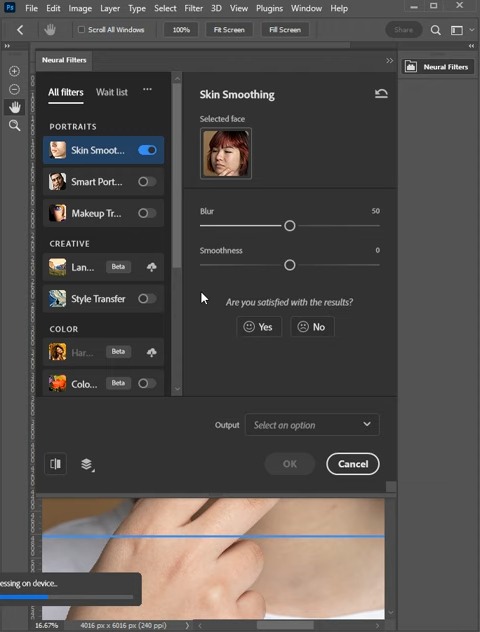 Ps File Edit Image Layer Type Select Filter 3D View Plugins Window Help
Scroll All Windows 100% Fit Screen Fill Screen Share
Neural Filters
Neural Filters
All filters Wait list ...
Skin Smoothing
Selected face
PORTRAITS
Skin Smoot...
Smart Port...
Makeup Tr...
Blur 50
CREATIVE
Smoothness 0
Lan... Beta
Style Transfer
Are you satisfied with the results?
Yes No
COLOR
Har... Beta
Colo... Beta
Output Select an option
OK Cancel
essing on device..
16.67% 4016 px x 6016 px (240 ppi)